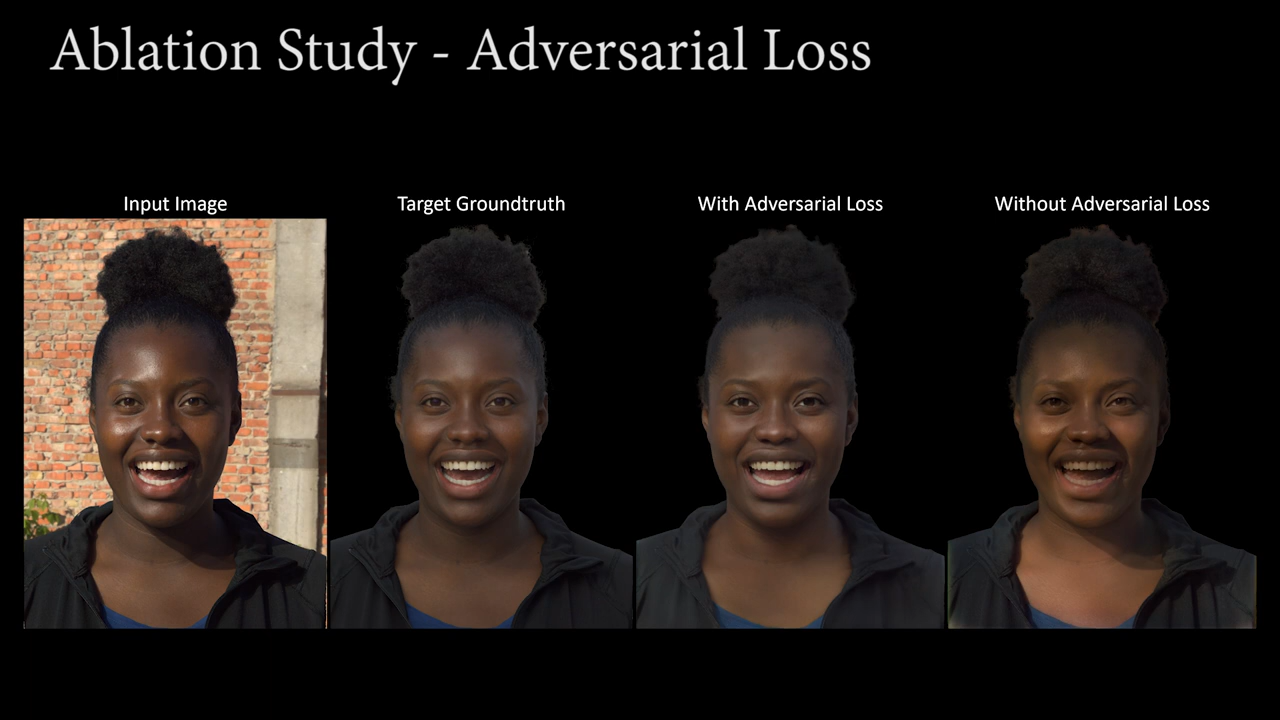 Ablation Study - Adversarial Loss
Input Image
Target Groundtruth
With Adversarial Loss
Without Adversarial Loss